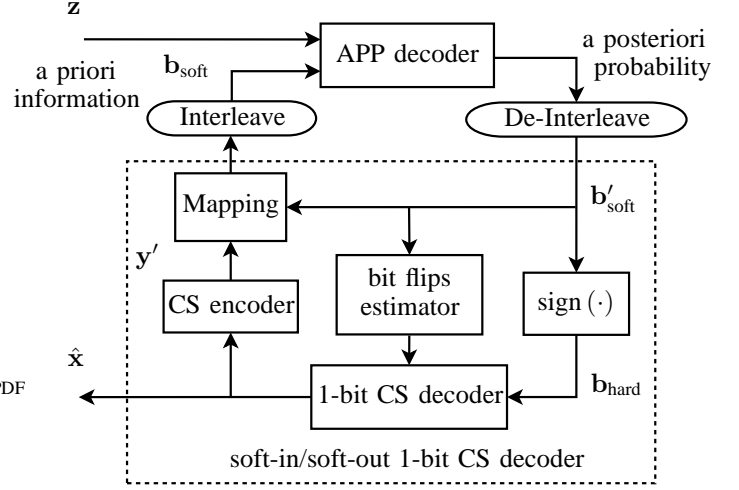 z
APP decoder
a posteriori
probability
b_soft
a priori
information
Interleave
De-Interleave
Mapping
b′_soft
y′
bit flips
estimator
CS encoder
sign (·)
x̂
PDF
1-bit CS decoder
b_hard
soft-in/soft-out 1-bit CS decoder